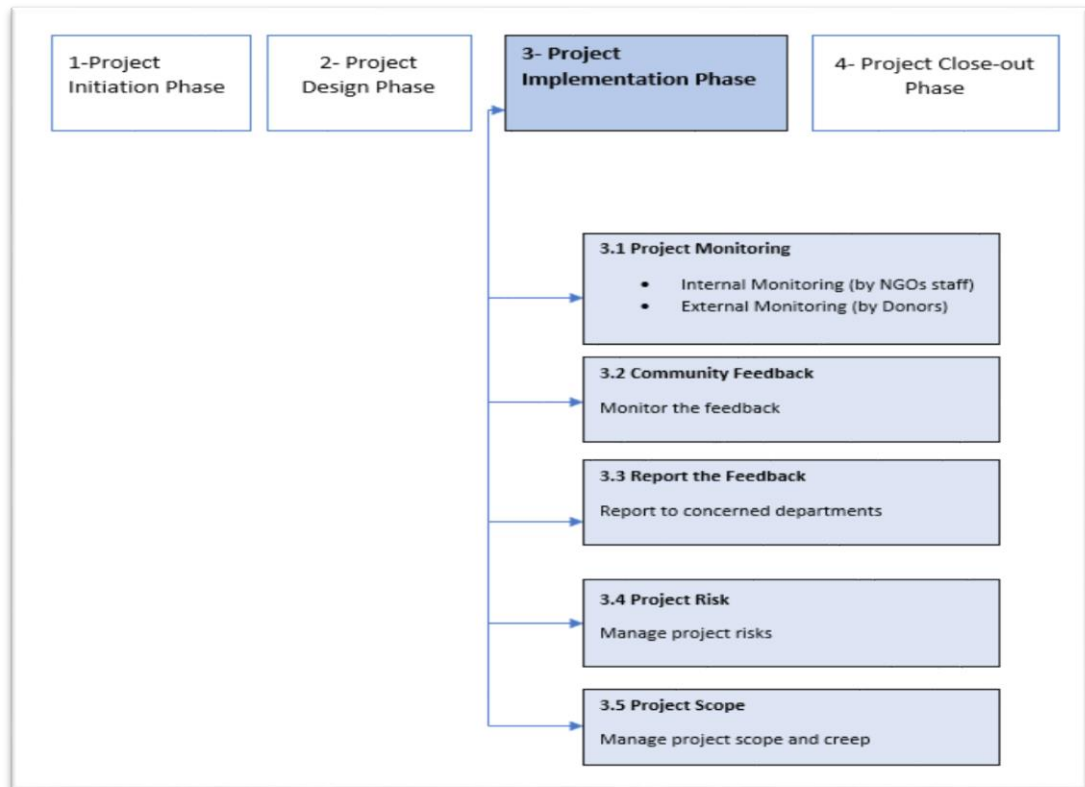 1-Project
Initiation Phase
2- Project
Design Phase
3- Project
Implementation Phase
4- Project Close-out
Phase
3.1 Project Monitoring
• Internal Monitoring (by NGOs staff)
• External Monitoring (by Donors)
3.2 Community Feedback
Monitor the feedback
3.3 Report the Feedback
Report to concerned departments
3.4 Project Risk
Manage project risks
3.5 Project Scope
Manage project scope and creep